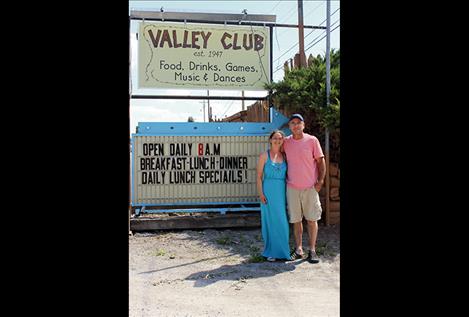 VALLEY CLUB
est. 1947
Food, Drinks, Games,
Music & Dances
OPEN DAILY 8 A.M
BREAKFAST-LUNCH-DINNER
DAILY LUNCH SPECIALS!